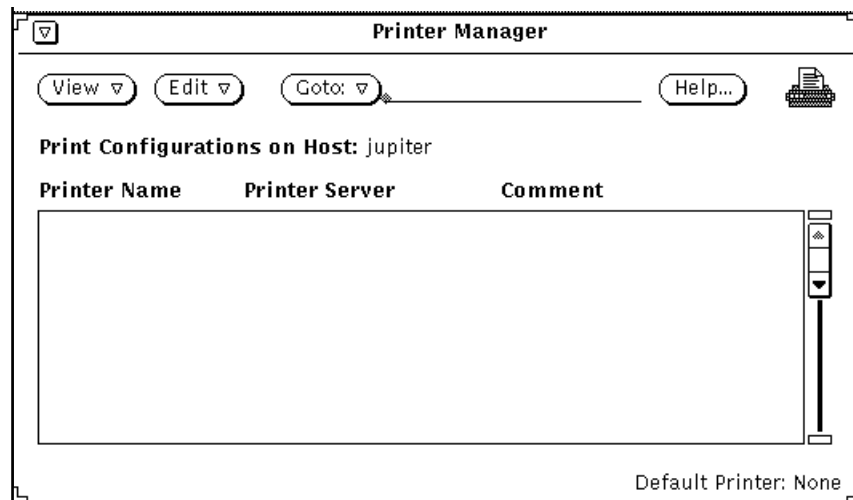 Printer Manager
View Edit Goto: Help...
Print Configurations on Host: jupiter
Printer Name Printer Server Comment
Default Printer: None